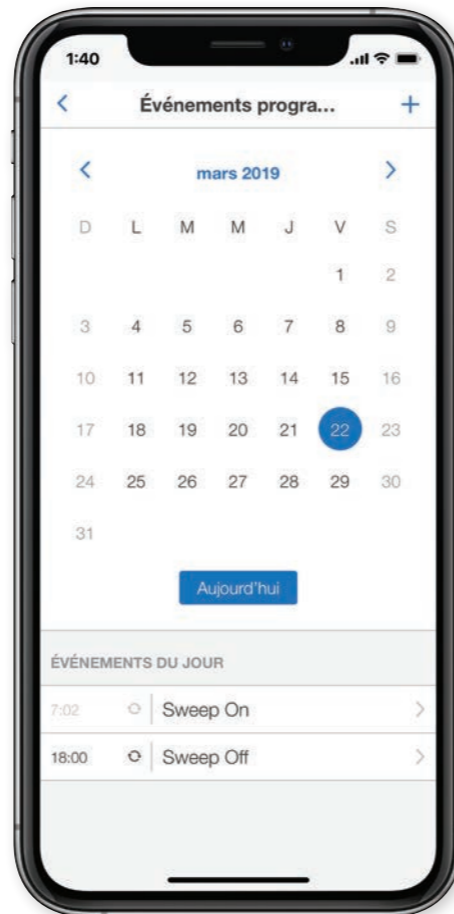 1:40
Événements progra...
mars 2019
D L M M J V S
1 2
3 4 5 6 7 8 9
10 11 12 13 14 15 16
17 18 19 20 21 22 23
24 25 26 27 28 29 30
31
Aujourd'hui
ÉVÉNEMENTS DU JOUR
7:02 Sweep On
18:00 Sweep Off